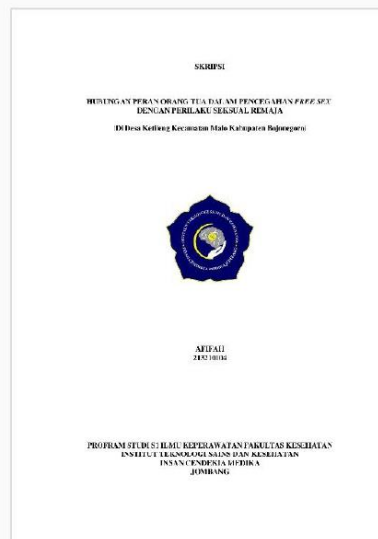 SKRIPSI
HUBUNGAN PERAN ORANG TUA DALAM PENCEGAHAN FREE SEX
DENGAN PERILAKU SEKSUAL REMAJA
(Di Desa Ketileng Kecamatan Malo Kabupaten Bojonegoro)
AFIFAH
PROGRAM STUDI S1 ILMU KEPERAWATAN FAKULTAS KESEHATAN
INSTITUT TEKNOLOGI SAINS DAN KESEHATAN
INSAN CENDEKIA MEDIKA
JOMBANG